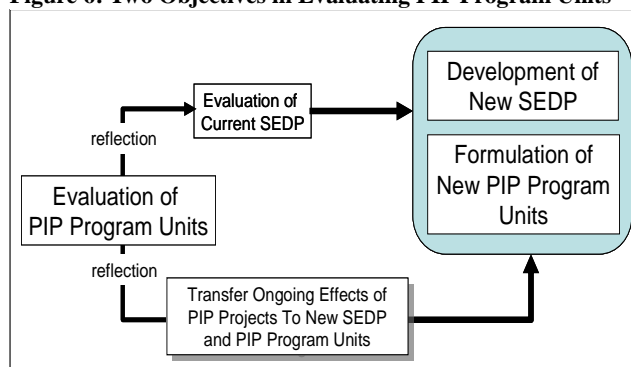 Figure 6: Two Objectives in Evaluating PIP Program Units
Evaluation of
Current SEDP
Development of
New SEDP
reflection
Formulation of
New PIP Program
Units
Evaluation of
PIP Program Units
reflection
Transfer Ongoing Effects of
PIP Projects To New SEDP
and PIP Program Units